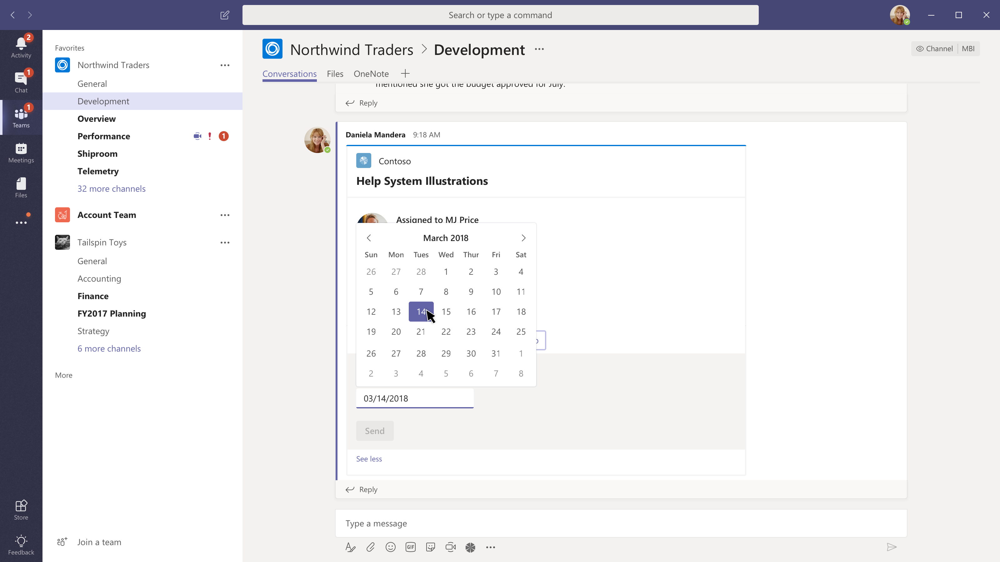 Search or type a command
2
Activity
1
Chat
1
Teams
Meetings
Files
Store
Feedback
Favorites
Northwind Traders
General
Development
Overview
Performance 1
Shiproom
Telemetry
32 more channels
Account Team
Tailspin Toys
General
Accounting
Finance
FY2017 Planning
Strategy
6 more channels
More
Join a team
Northwind Traders > Development
Channel MBI
Conversations Files OneNote
mentioned she got the budget approved for July.
Reply
Daniela Mandera 9:18 AM
Contoso
Help System Illustrations
Assigned to MJ Price
March 2018
Sun Mon Tues Wed Thur Fri Sat
26 27 28 1 2 3 4
5 6 7 8 9 10 11
12 13 14 15 16 17 18
19 20 21 22 23 24 25
26 27 28 29 30 31 1
2 3 4 5 6 7 8
03/14/2018
Send
See less
Reply
Type a message
GIF